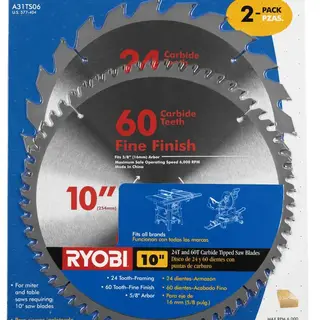 A31TS06
2-PACK
PZAS.
24 Carbide
Teeth
60 Carbide
Teeth
Fine Finish
Fits 5/8" (16mm) Arbor
Maximum Safe Operating Speed 6,000 RPM
Made in China
10"
(254mm)
Fits all brands
Funcionan con todas las marcas
RYOBI 10"
24T and 60T Carbide Tipped Saw Blades
Disco de 24 y 60 dientes con
puntas de carburo
• For miter
and table
saws requiring
10" saw blades
• 24 Tooth-Framing
• 60 Tooth-Fine Finish
• 5/8" Arbor
• 24 dientes-Armazón
• 60 dientes-Acabado Fino
• Para eje de
16 mm (5/8 pulg.)